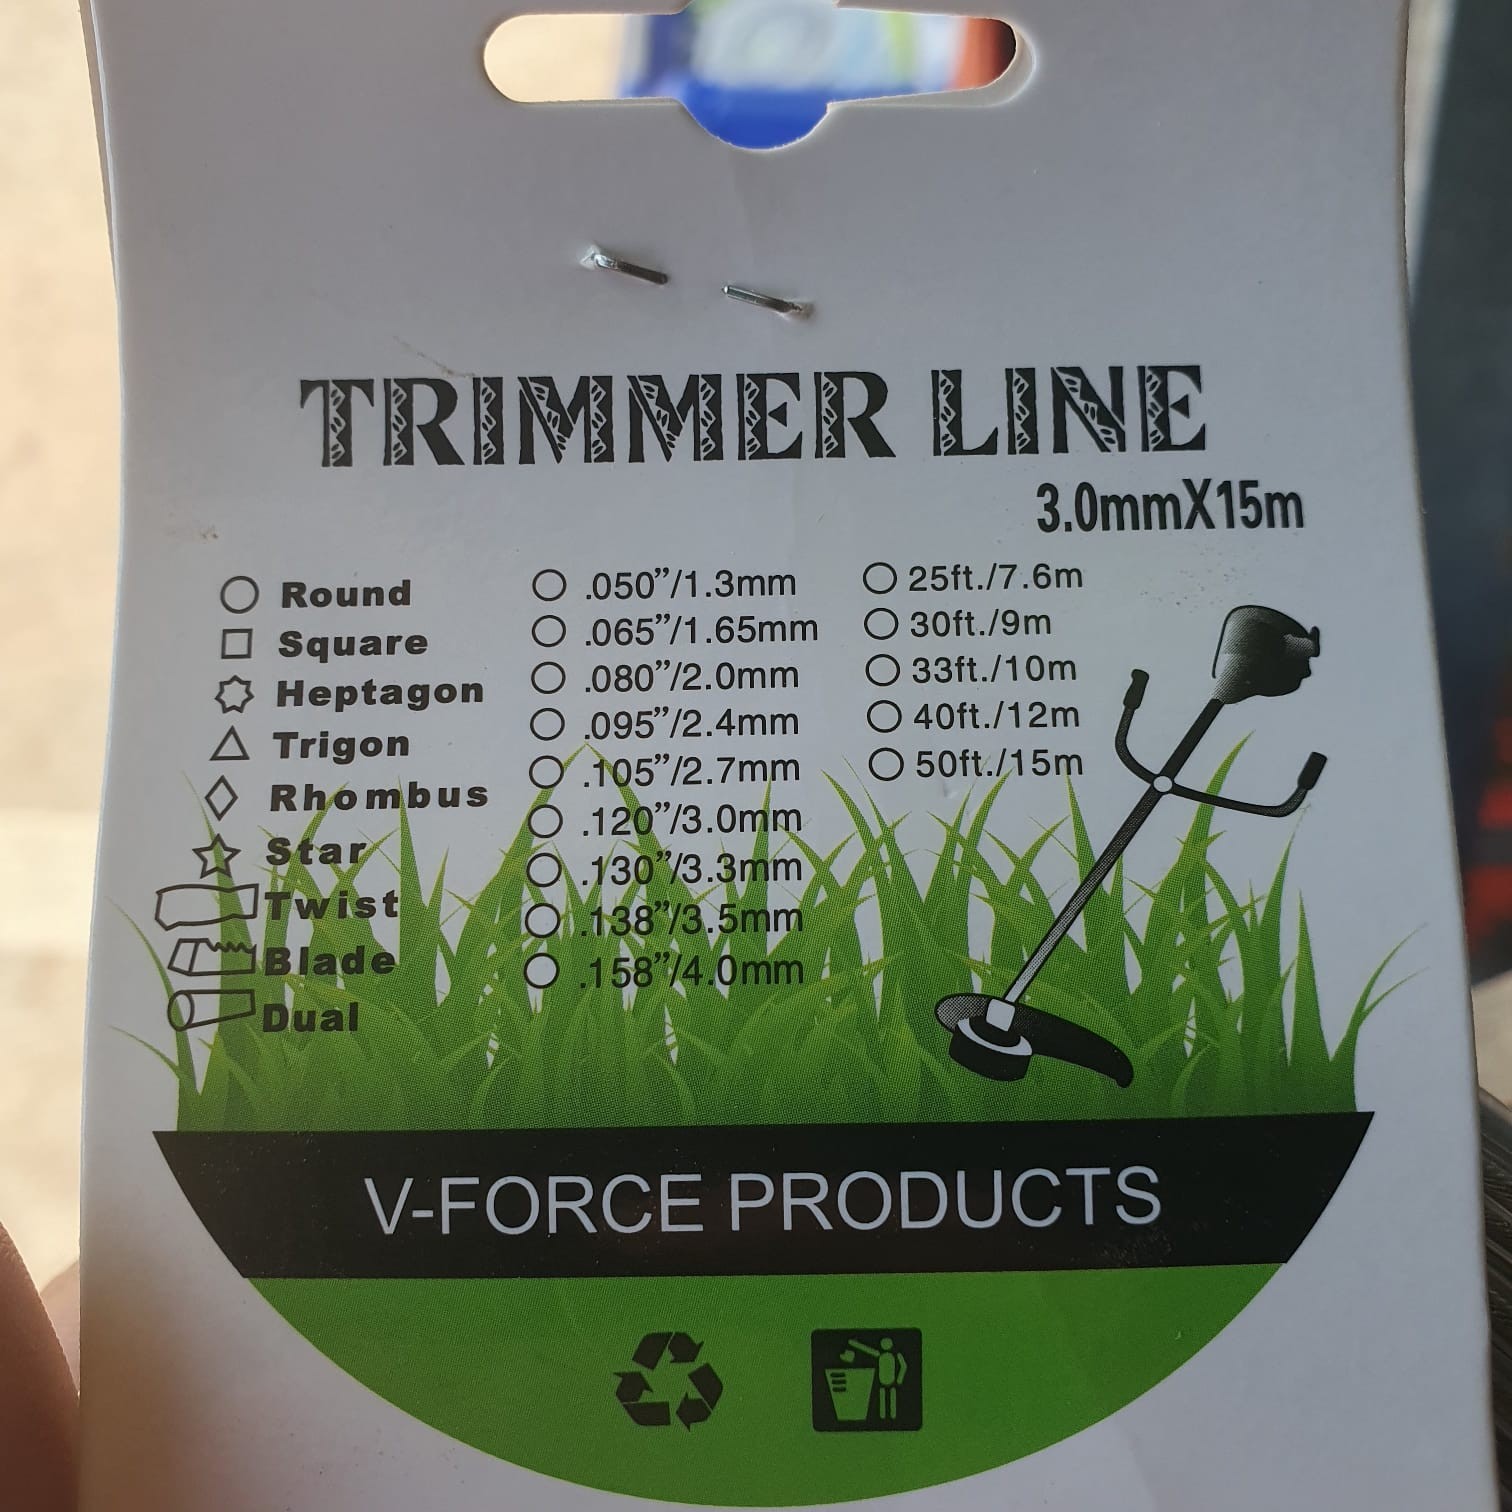 TRIMMER LINE
3.0mmX15m
Round
Square
Heptagon
Trigon
Rhombus
Star
Twist
Blade
Dual
.050”/1.3mm
.065”/1.65mm
.080”/2.0mm
.095”/2.4mm
.105”/2.7mm
.120”/3.0mm
.130”/3.3mm
.138”/3.5mm
.158”/4.0mm
25ft./7.6m
30ft./9m
33ft./10m
40ft./12m
50ft./15m
V-FORCE PRODUCTS